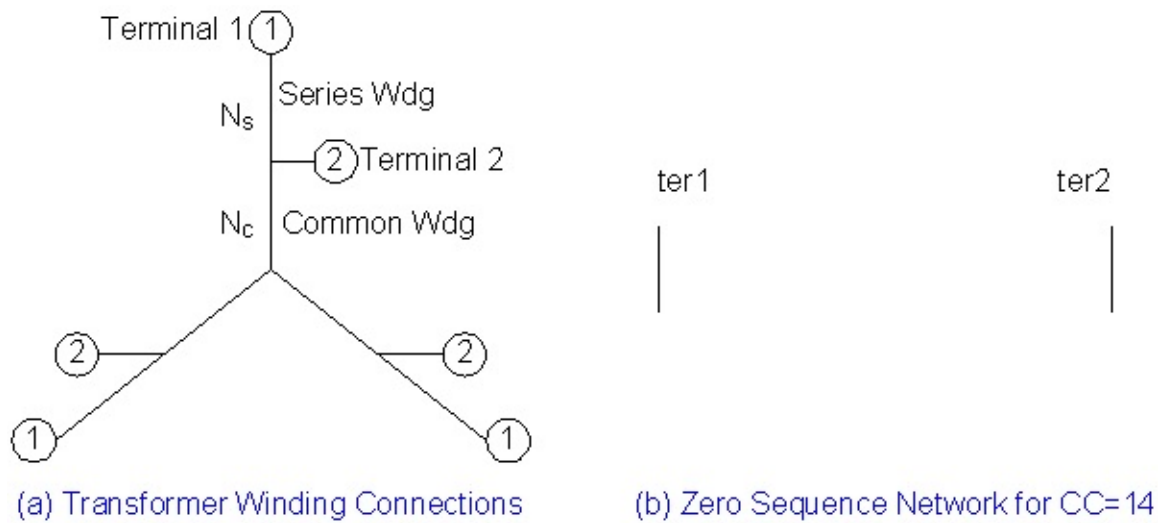 Terminal 1 1
Series Wdg
Ns
2 Terminal 2
ter1
ter2
Nc
Common Wdg
2
2
1
1
(a) Transformer Winding Connections
(b) Zero Sequence Network for CC=14